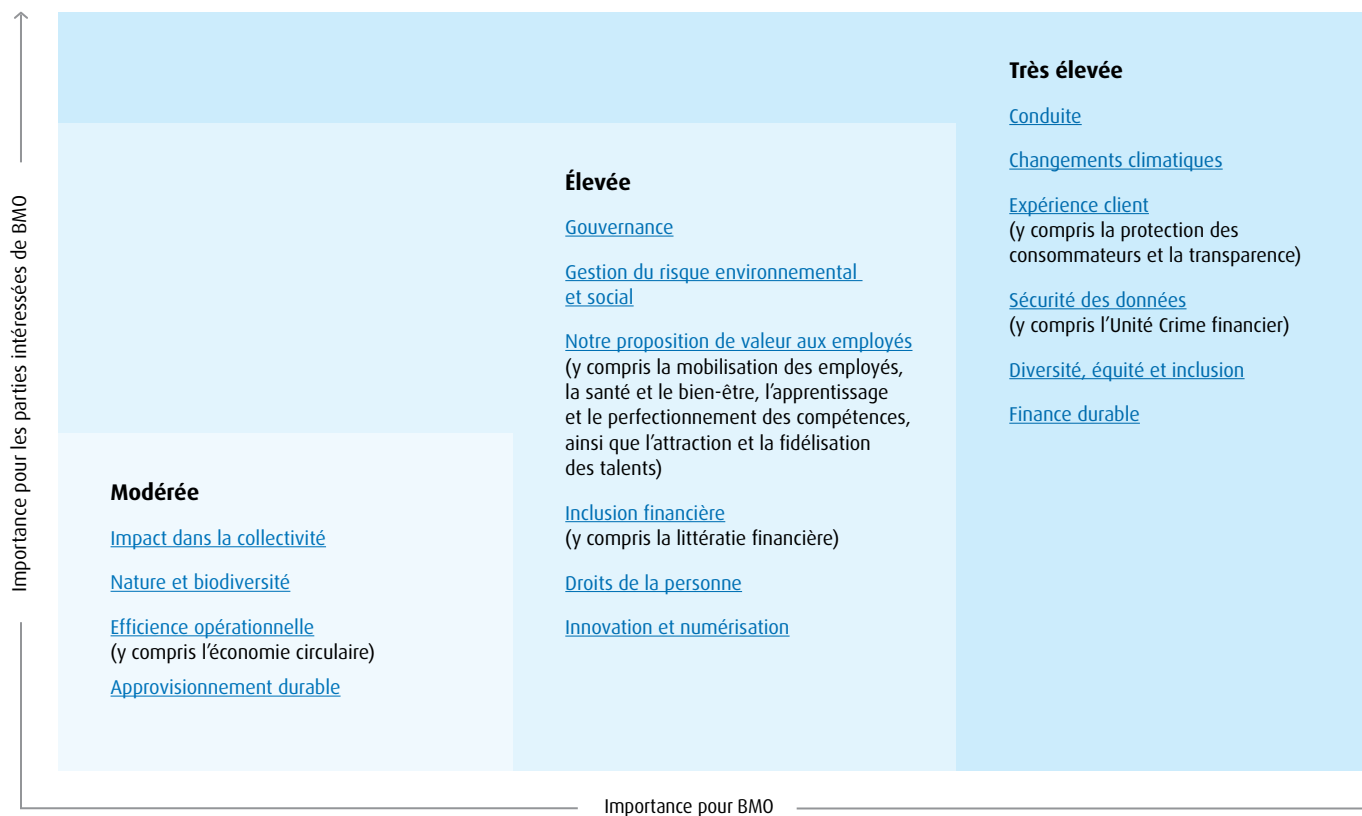 Importance pour les parties intéressées de BMO
Très élevée
Conduite
Changements climatiques
Expérience client
(y compris la protection des
consommateurs et la transparence)
Sécurité des données
(y compris l’Unité Crime financier)
Diversité, équité et inclusion
Finance durable
Élevée
Gouvernance
Gestion du risque environnemental
et social
Notre proposition de valeur aux employés
(y compris la mobilisation des employés,
la santé et le bien-être, l’apprentissage
et le perfectionnement des compétences,
ainsi que l’attraction et la fidélisation
des talents)
Inclusion financière
(y compris la littératie financière)
Droits de la personne
Innovation et numérisation
Modérée
Impact dans la collectivité
Nature et biodiversité
Efficience opérationnelle
(y compris l’économie circulaire)
Approvisionnement durable
Importance pour BMO